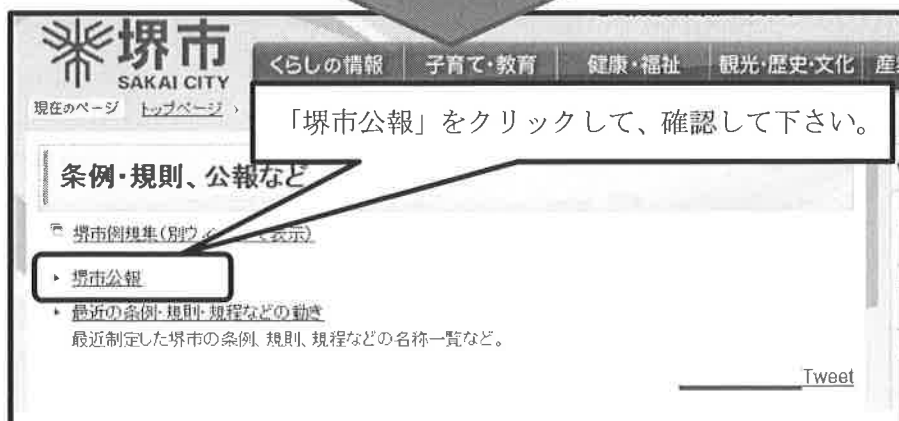 堺市
SAKAI CITY
くらしの情報 子育て・教育 健康・福祉 観光・歴史・文化
現在のページ トップページ ›
「堺市公報」をクリックして、確認して下さい。
条例・規則、公報など
堺市例規集(別ウィ て表示)
堺市公報
最近の条例・規則・規程などの動き
最近制定した堺市の条例、規則、規程などの名称一覧など。
Tweet